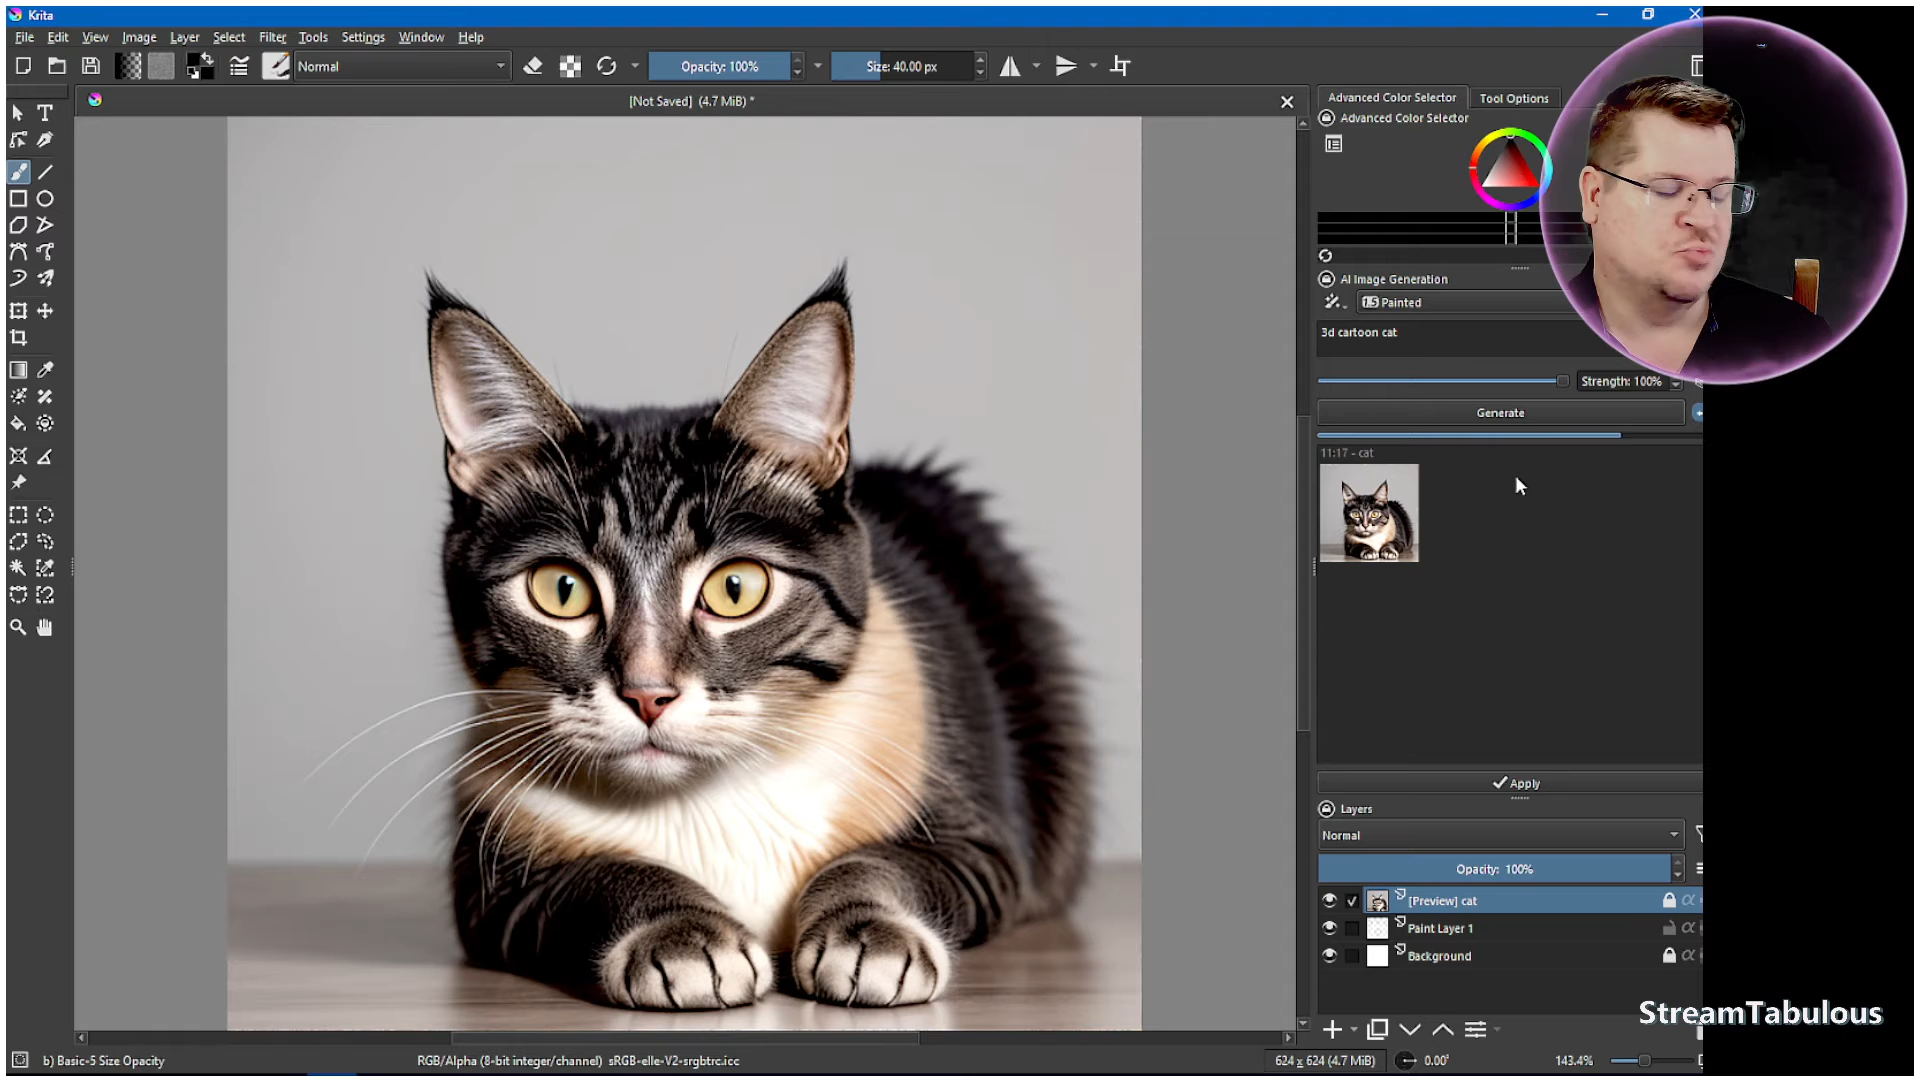 Krita
File Edit View Image Layer Select Filter Tools Settings Window Help
Normal Opacity: 100% Size: 40.00 px
[Not Saved] (4.7 MiB) *
Advanced Color Selector Tool Options
Advanced Color Selector
AI Image Generation
1.5 Painted
3d cartoon cat
Strength: 100%
Generate
11:17 - cat
Apply
Layers
Normal
Opacity: 100%
[Preview] cat
Paint Layer 1
Background
StreamTabulous
b) Basic-5 Size Opacity RGB/Alpha (8-bit integer/channel) sRGB-elle-V2-srgbtrc.icc 624 x 624 (4.7 MiB) 0.00° 143.4%